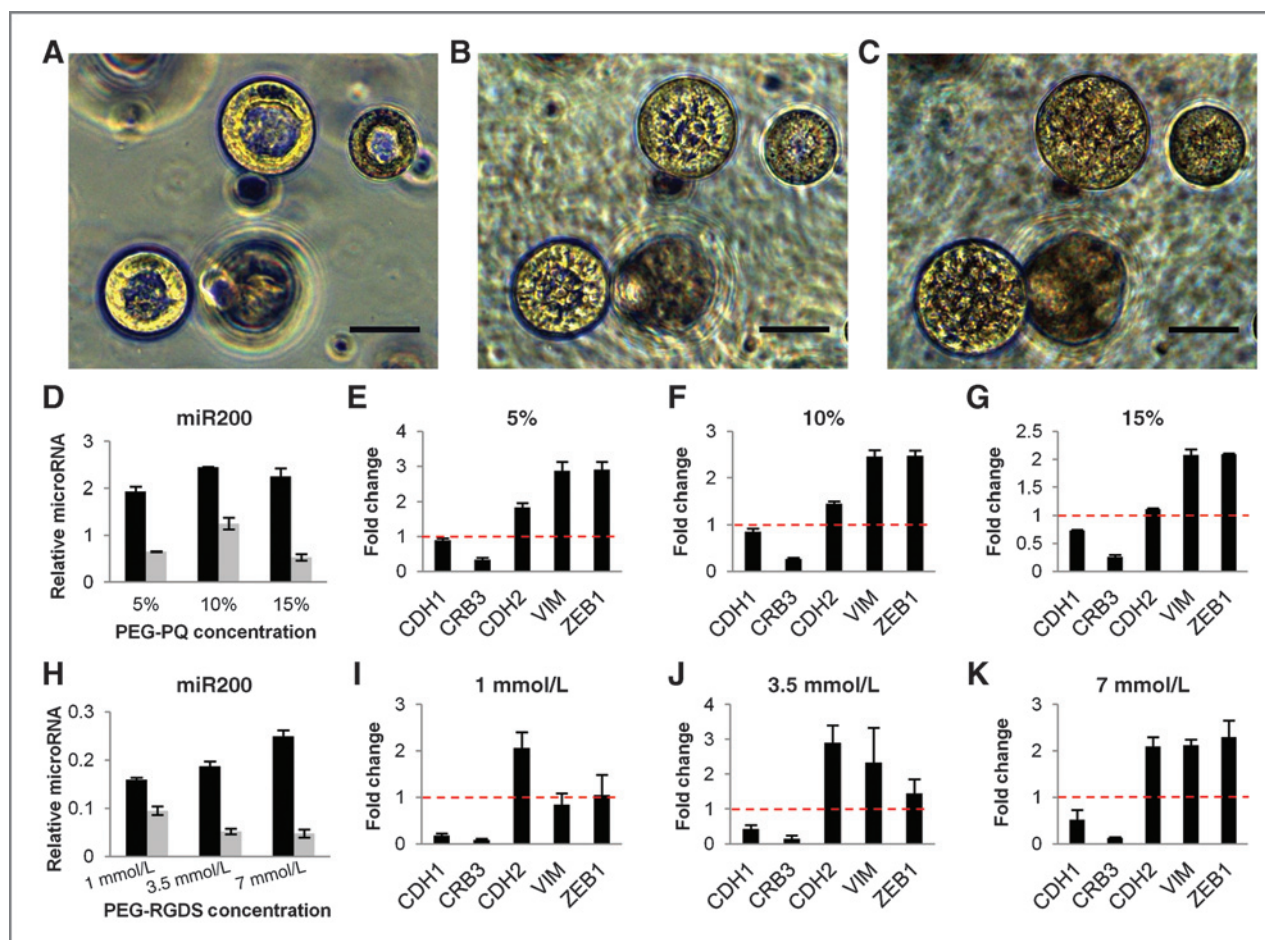 A
B
C
D
miR200
Relative microRNA
3
2
1
0
5%
10%
15%
PEG-PQ concentration
E
5%
Fold change
4
3
2
1
0
CDH1
CRB3
CDH2
VIM
ZEB1
F
10%
Fold change
3
2
1
0
CDH1
CRB3
CDH2
VIM
ZEB1
G
15%
Fold change
2.5
2
1.5
1
0.5
0
CDH1
CRB3
CDH2
VIM
ZEB1
H
miR200
Relative microRNA
0.3
0.2
0.1
0
1 mmol/L
3.5 mmol/L
7 mmol/L
PEG-RGDS concentration
I
1 mmol/L
Fold change
3
2
1
0
CDH1
CRB3
CDH2
VIM
ZEB1
J
3.5 mmol/L
Fold change
4
3
2
1
0
CDH1
CRB3
CDH2
VIM
ZEB1
K
7 mmol/L
Fold change
3
2
1
0
CDH1
CRB3
CDH2
VIM
ZEB1